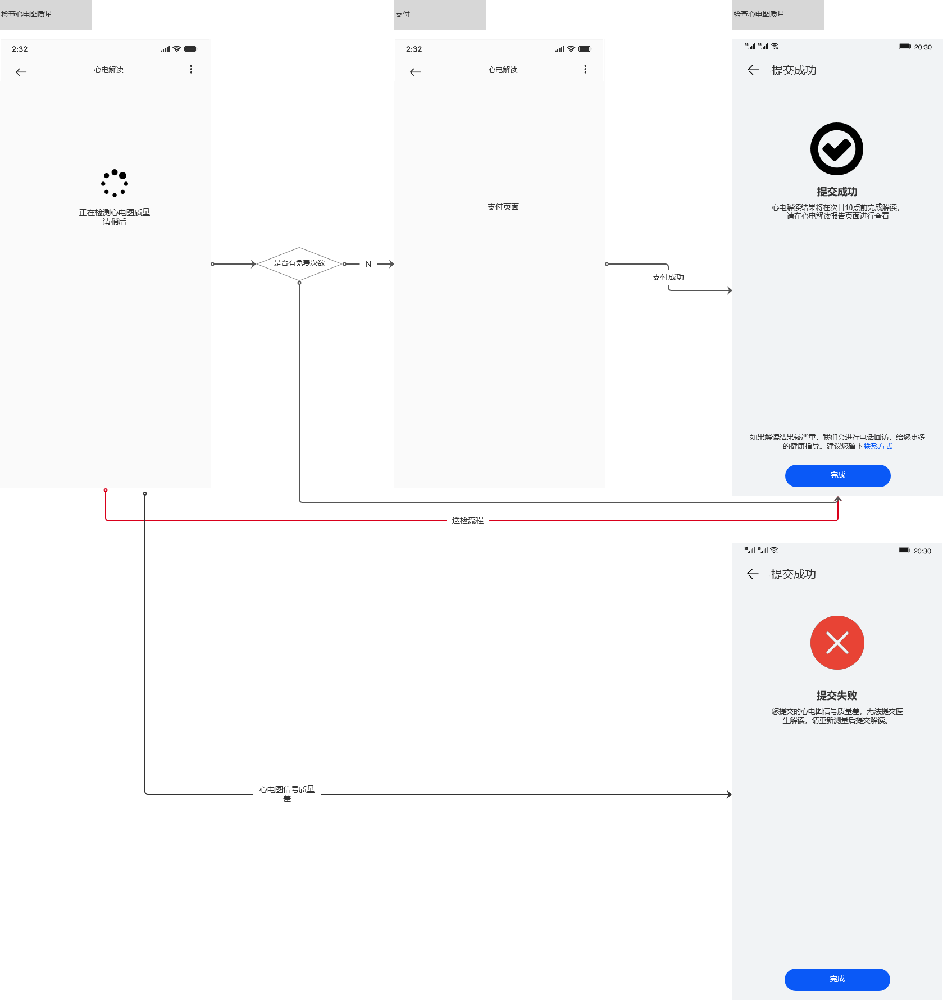 检查心电图质量
支付
检查心电图质量
2:32
心电解读
正在检测心电图质量
请稍后
是否有免费次数
N
2:32
心电解读
支付页面
支付成功
5G 5G 20:30
提交成功
提交成功
心电解读结果将在次日10点前完成解读,
请在心电解读报告页面进行查看
如果解读结果较严重，我们会进行电话回访，给您更多
的健康指导。建议您留下联系方式
完成
送检流程
心电图信号质量
差
5G 5G 20:30
提交成功
提交失败
您提交的心电图信号质量差，无法提交医
生解读，请重新测量后提交解读。
完成